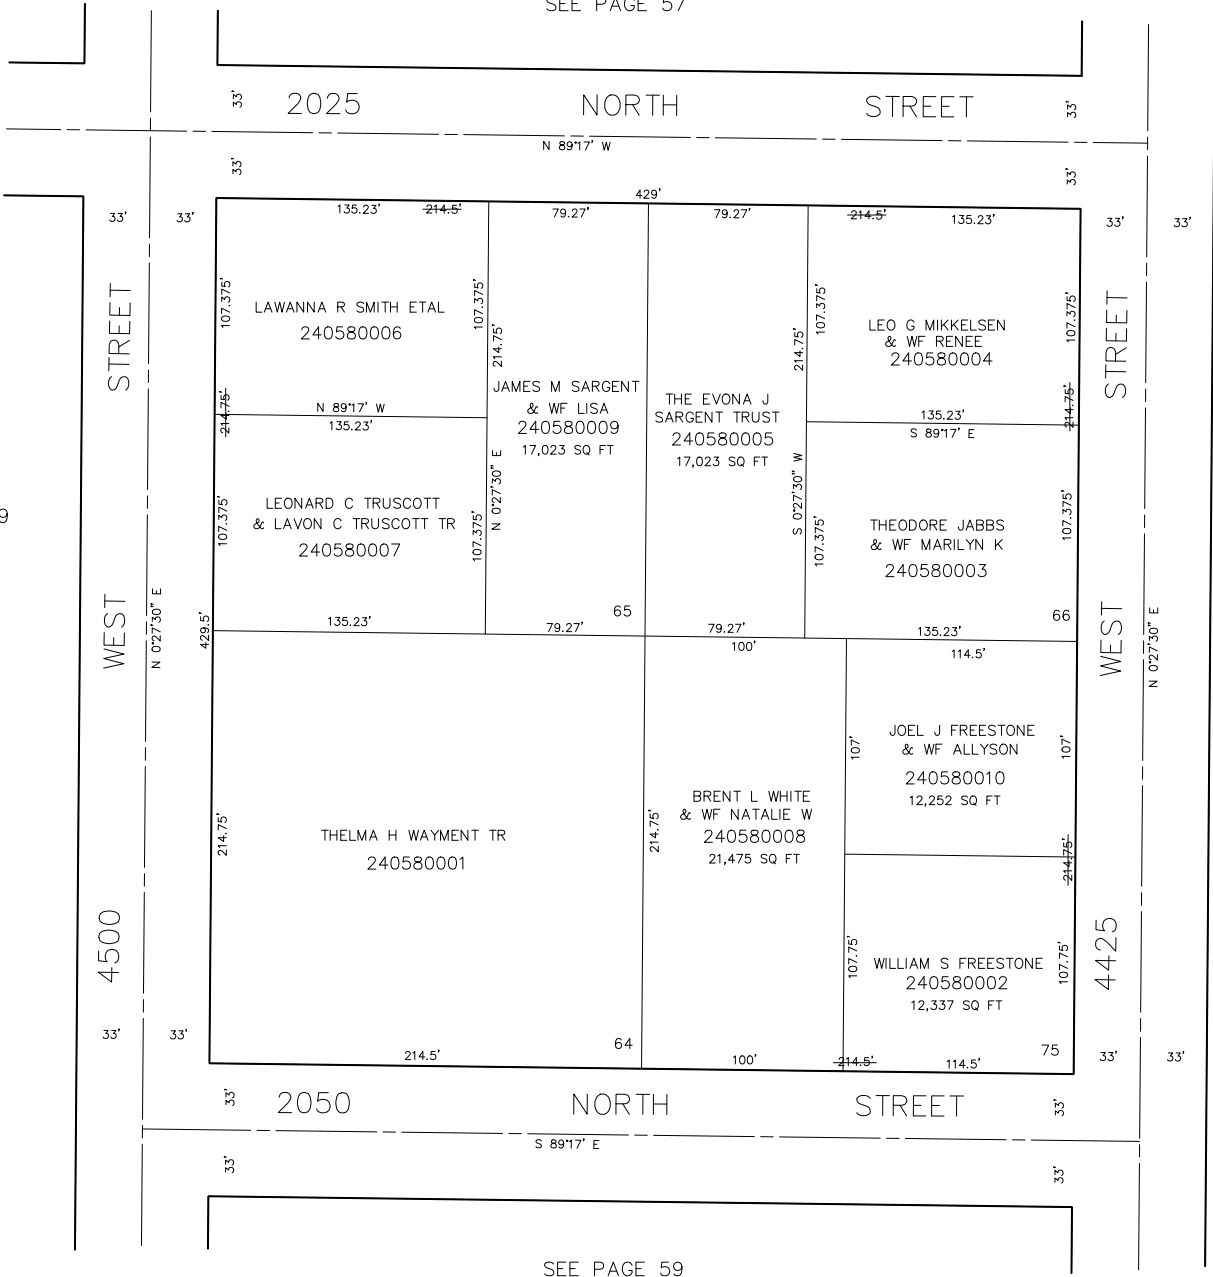 SEE PAGE 57
33'
2025 NORTH STREET
33'
N 89°17' W
33'
33'
429'
33'
33'
135.23'
214.5'
79.27'
79.27'
214.5'
135.23'
33'
33'
STREET
107.375'
LAWANNA R SMITH ETAL
240580006
107.375'
214.75'
JAMES M SARGENT
& WF LISA
240580009
17,023 SQ FT
N 0°27'30" E
THE EVONA J
SARGENT TRUST
240580005
17,023 SQ FT
214.75'
S 0°27'30" W
107.375'
LEO G MIKKELSEN
& WF RENEE
240580004
107.375'
STREET
214.75'
N 89°17' W
135.23'
135.23'
S 89°17' E
214.75'
9
107.375'
LEONARD C TRUSCOTT
& LAVON C TRUSCOTT TR
240580007
107.375'
107.375'
THEODORE JABBS
& WF MARILYN K
240580003
107.375'
WEST
N 0°27'30" E
429.5'
135.23'
65
79.27'
79.27'
100'
135.23'
66
114.5'
WEST
N 0°27'30" E
214.75'
THELMA H WAYMENT TR
240580001
214.75'
BRENT L WHITE
& WF NATALIE W
240580008
21,475 SQ FT
107'
JOEL J FREESTONE
& WF ALLYSON
240580010
12,252 SQ FT
107'
214.75'
4500
107.75'
WILLIAM S FREESTONE
240580002
12,337 SQ FT
107.75'
4425
33'
33'
214.5'
64
100'
214.5'
114.5'
75
33'
33'
33'
2050 NORTH STREET
33'
S 89°17' E
33'
33'
SEE PAGE 59